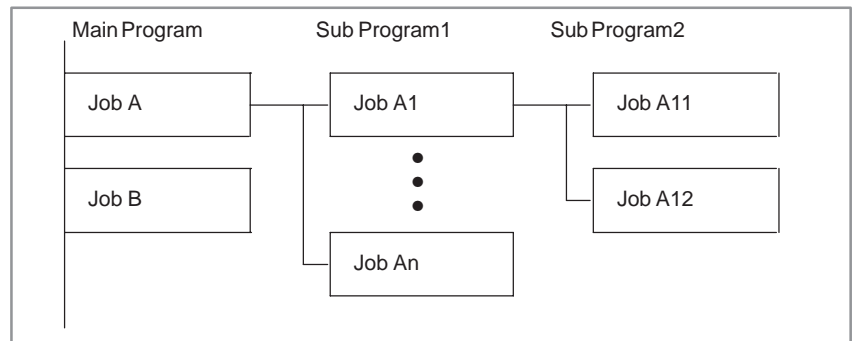 Main Program Sub Program1 Sub Program2
Job A Job A1 Job A11
Job B Job A12
Job An